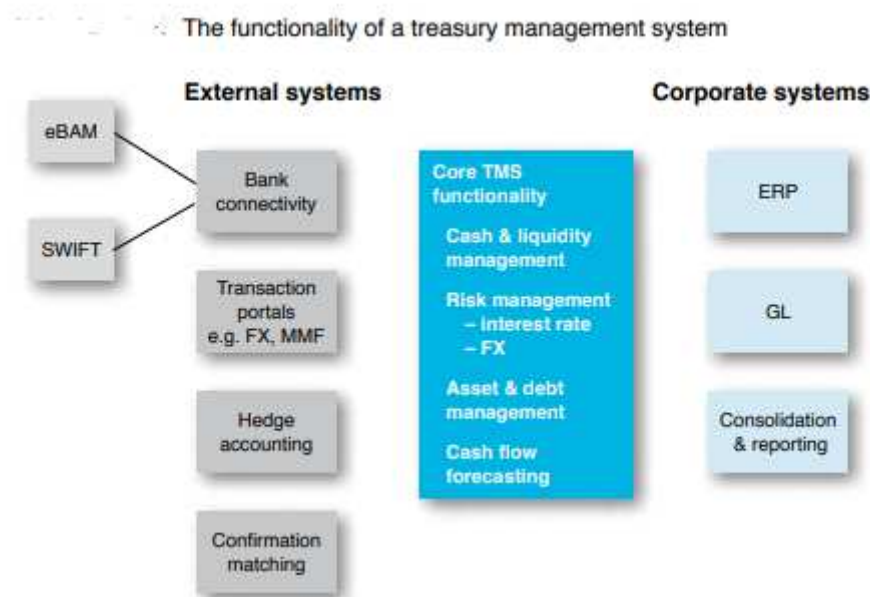 The functionality of a treasury management system
External systems
Corporate systems
eBAM
SWIFT
Bank
connectivity
Transaction
portals
e.g. FX, MMF
Hedge
accounting
Confirmation
matching
Core TMS
functionality
Cash & liquidity
management
Risk management
– Interest rate
– FX
Asset & debt
management
Cash flow
forecasting
ERP
GL
Consolidation
& reporting